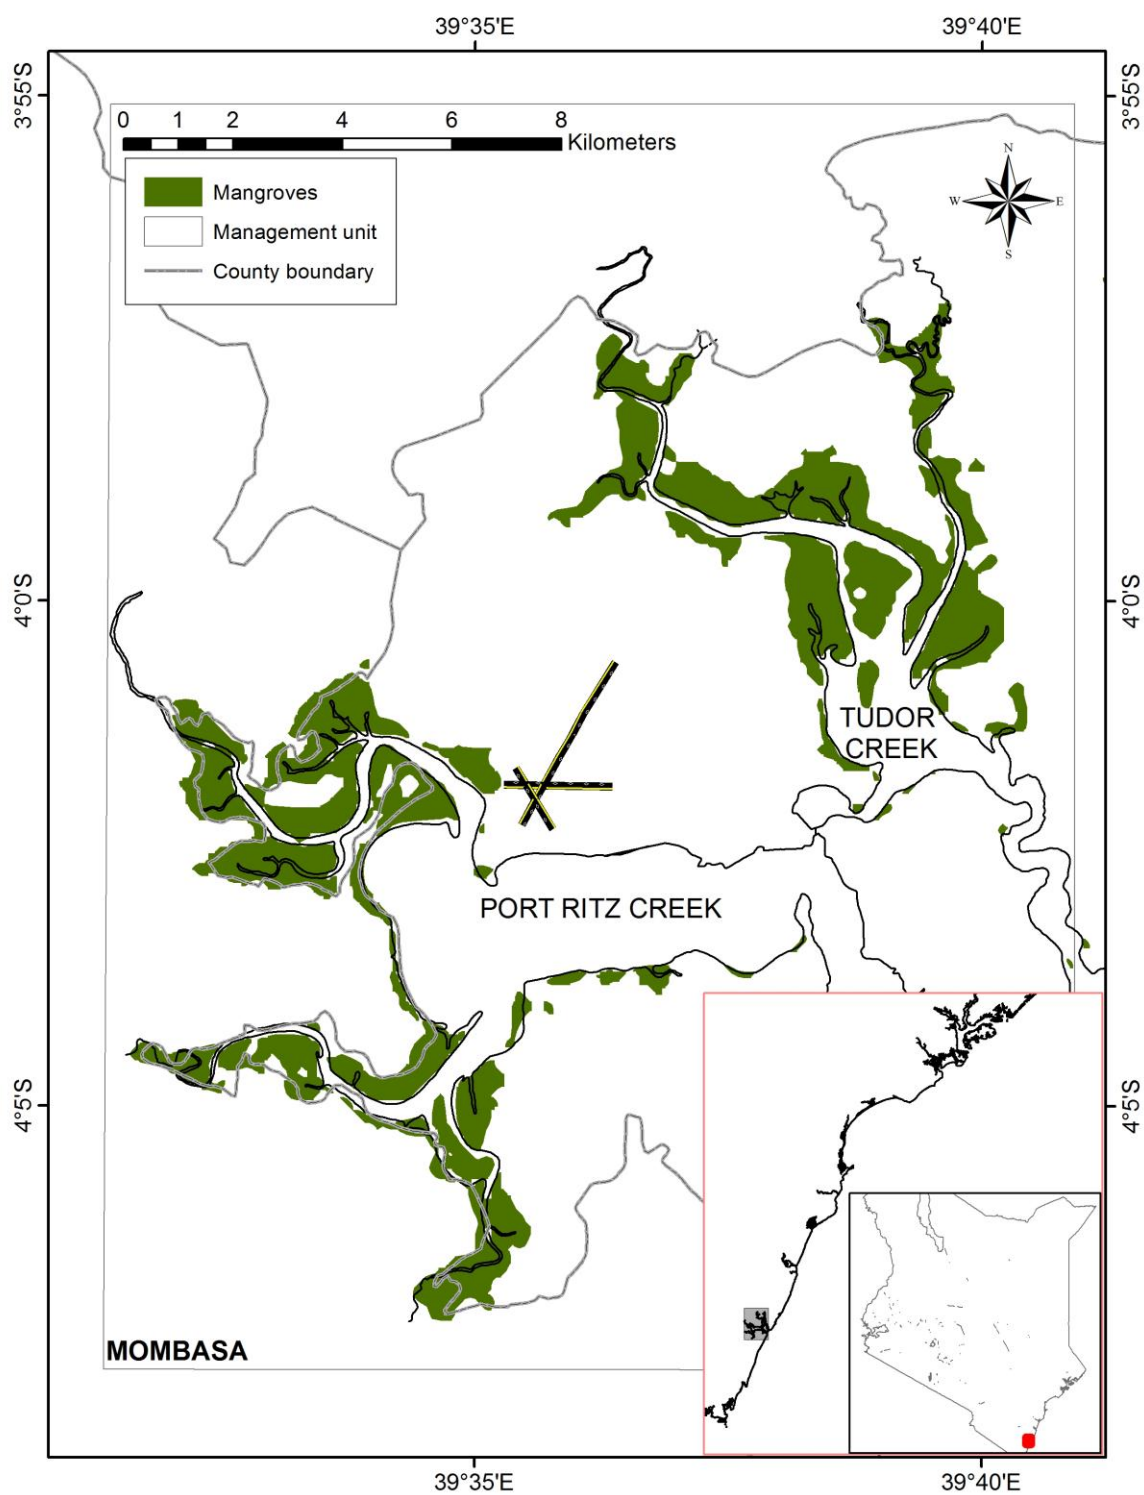 39°35'E 39°40'E
3°55'S 3°55'S
0 1 2 4 6 8
Kilometers
Mangroves
Management unit
County boundary
N
W E
S
4°0'S 4°0'S
TUDOR
CREEK
PORT RITZ CREEK
4°5'S 4°5'S
MOMBASA
39°35'E 39°40'E